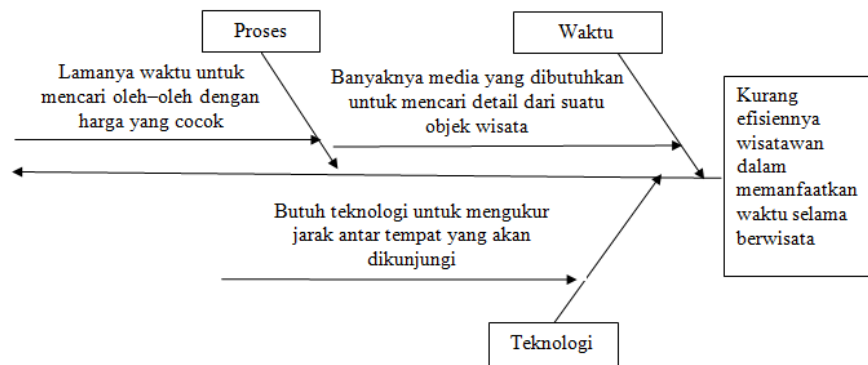 Proses
Waktu
Lamanya waktu untuk
mencari oleh–oleh dengan
harga yang cocok
Banyaknya media yang dibutuhkan
untuk mencari detail dari suatu
objek wisata
Kurang
efisiennya
wisatawan
dalam
memanfaatkan
waktu selama
berwisata
Butuh teknologi untuk mengukur
jarak antar tempat yang akan
dikunjungi
Teknologi